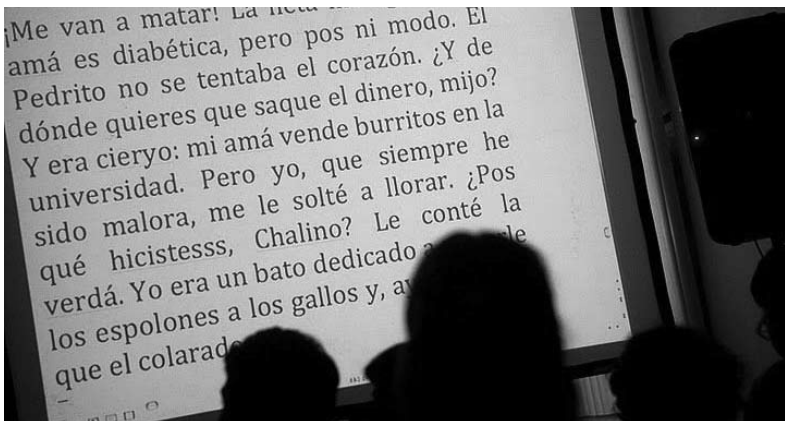 ¡Me van a matar! La neta
amá es diabética, pero pos ni modo. El
Pedrito no se tentaba el corazón. ¿Y de
dónde quieres que saque el dinero, mijo?
Y era cieryo: mi amá vende burritos en la
universidad. Pero yo, que siempre he
sido malora, me le solté a llorar. ¿Pos
qué hicistesss, Chalino? Le conté la
verdá. Yo era un bato dedicado a
los espolones a los gallos y,
que el